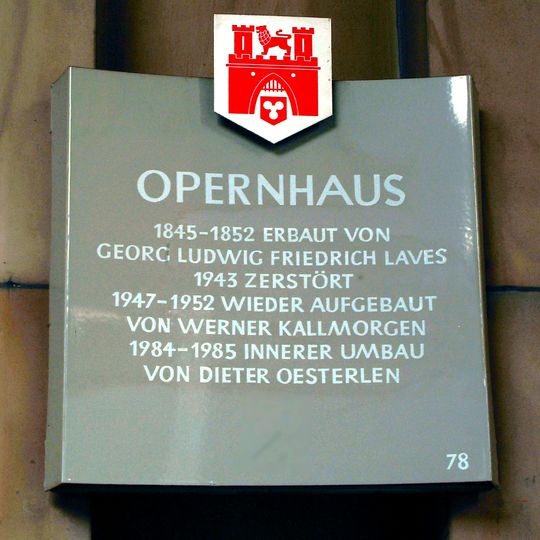 OPERNHAUS
1845-1852 ERBAUT VON
GEORG LUDWIG FRIEDRICH LAVES
1943 ZERSTÖRT
1947-1952 WIEDER AUFGEBAUT
VON WERNER KALLMORGEN
1984-1985 INNERER UMBAU
VON DIETER OESTERLEN
78